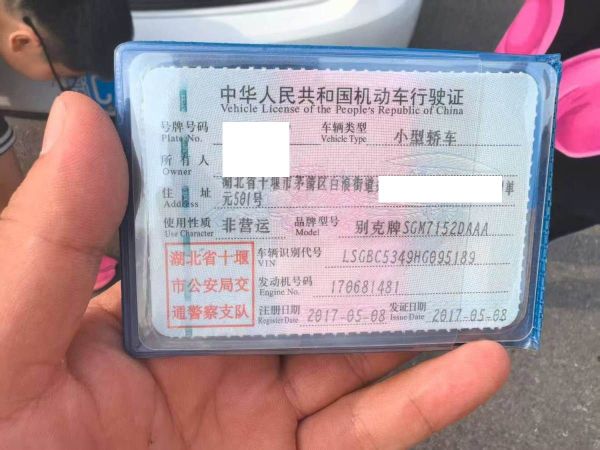 中华人民共和国机动车行驶证
Vehicle License of the People's Republic of China
号牌号码 车辆类型 小型轿车
Plate No. Vehicle Type
所有人
Owner
住址 湖北省十堰市茅箭区白浪街道 单
Address 元501号
使用性质 非营运 品牌型号 别克牌SGM7152DAAA
Use Character Model
湖北省十堰 车辆识别代号 LSGBC5349HG095189
VIN
市公安局交 发动机号码 170681481
Engine No.
通警察支队 注册日期 2017-05-08 发证日期 2017-05-08
Register Date Issue Date